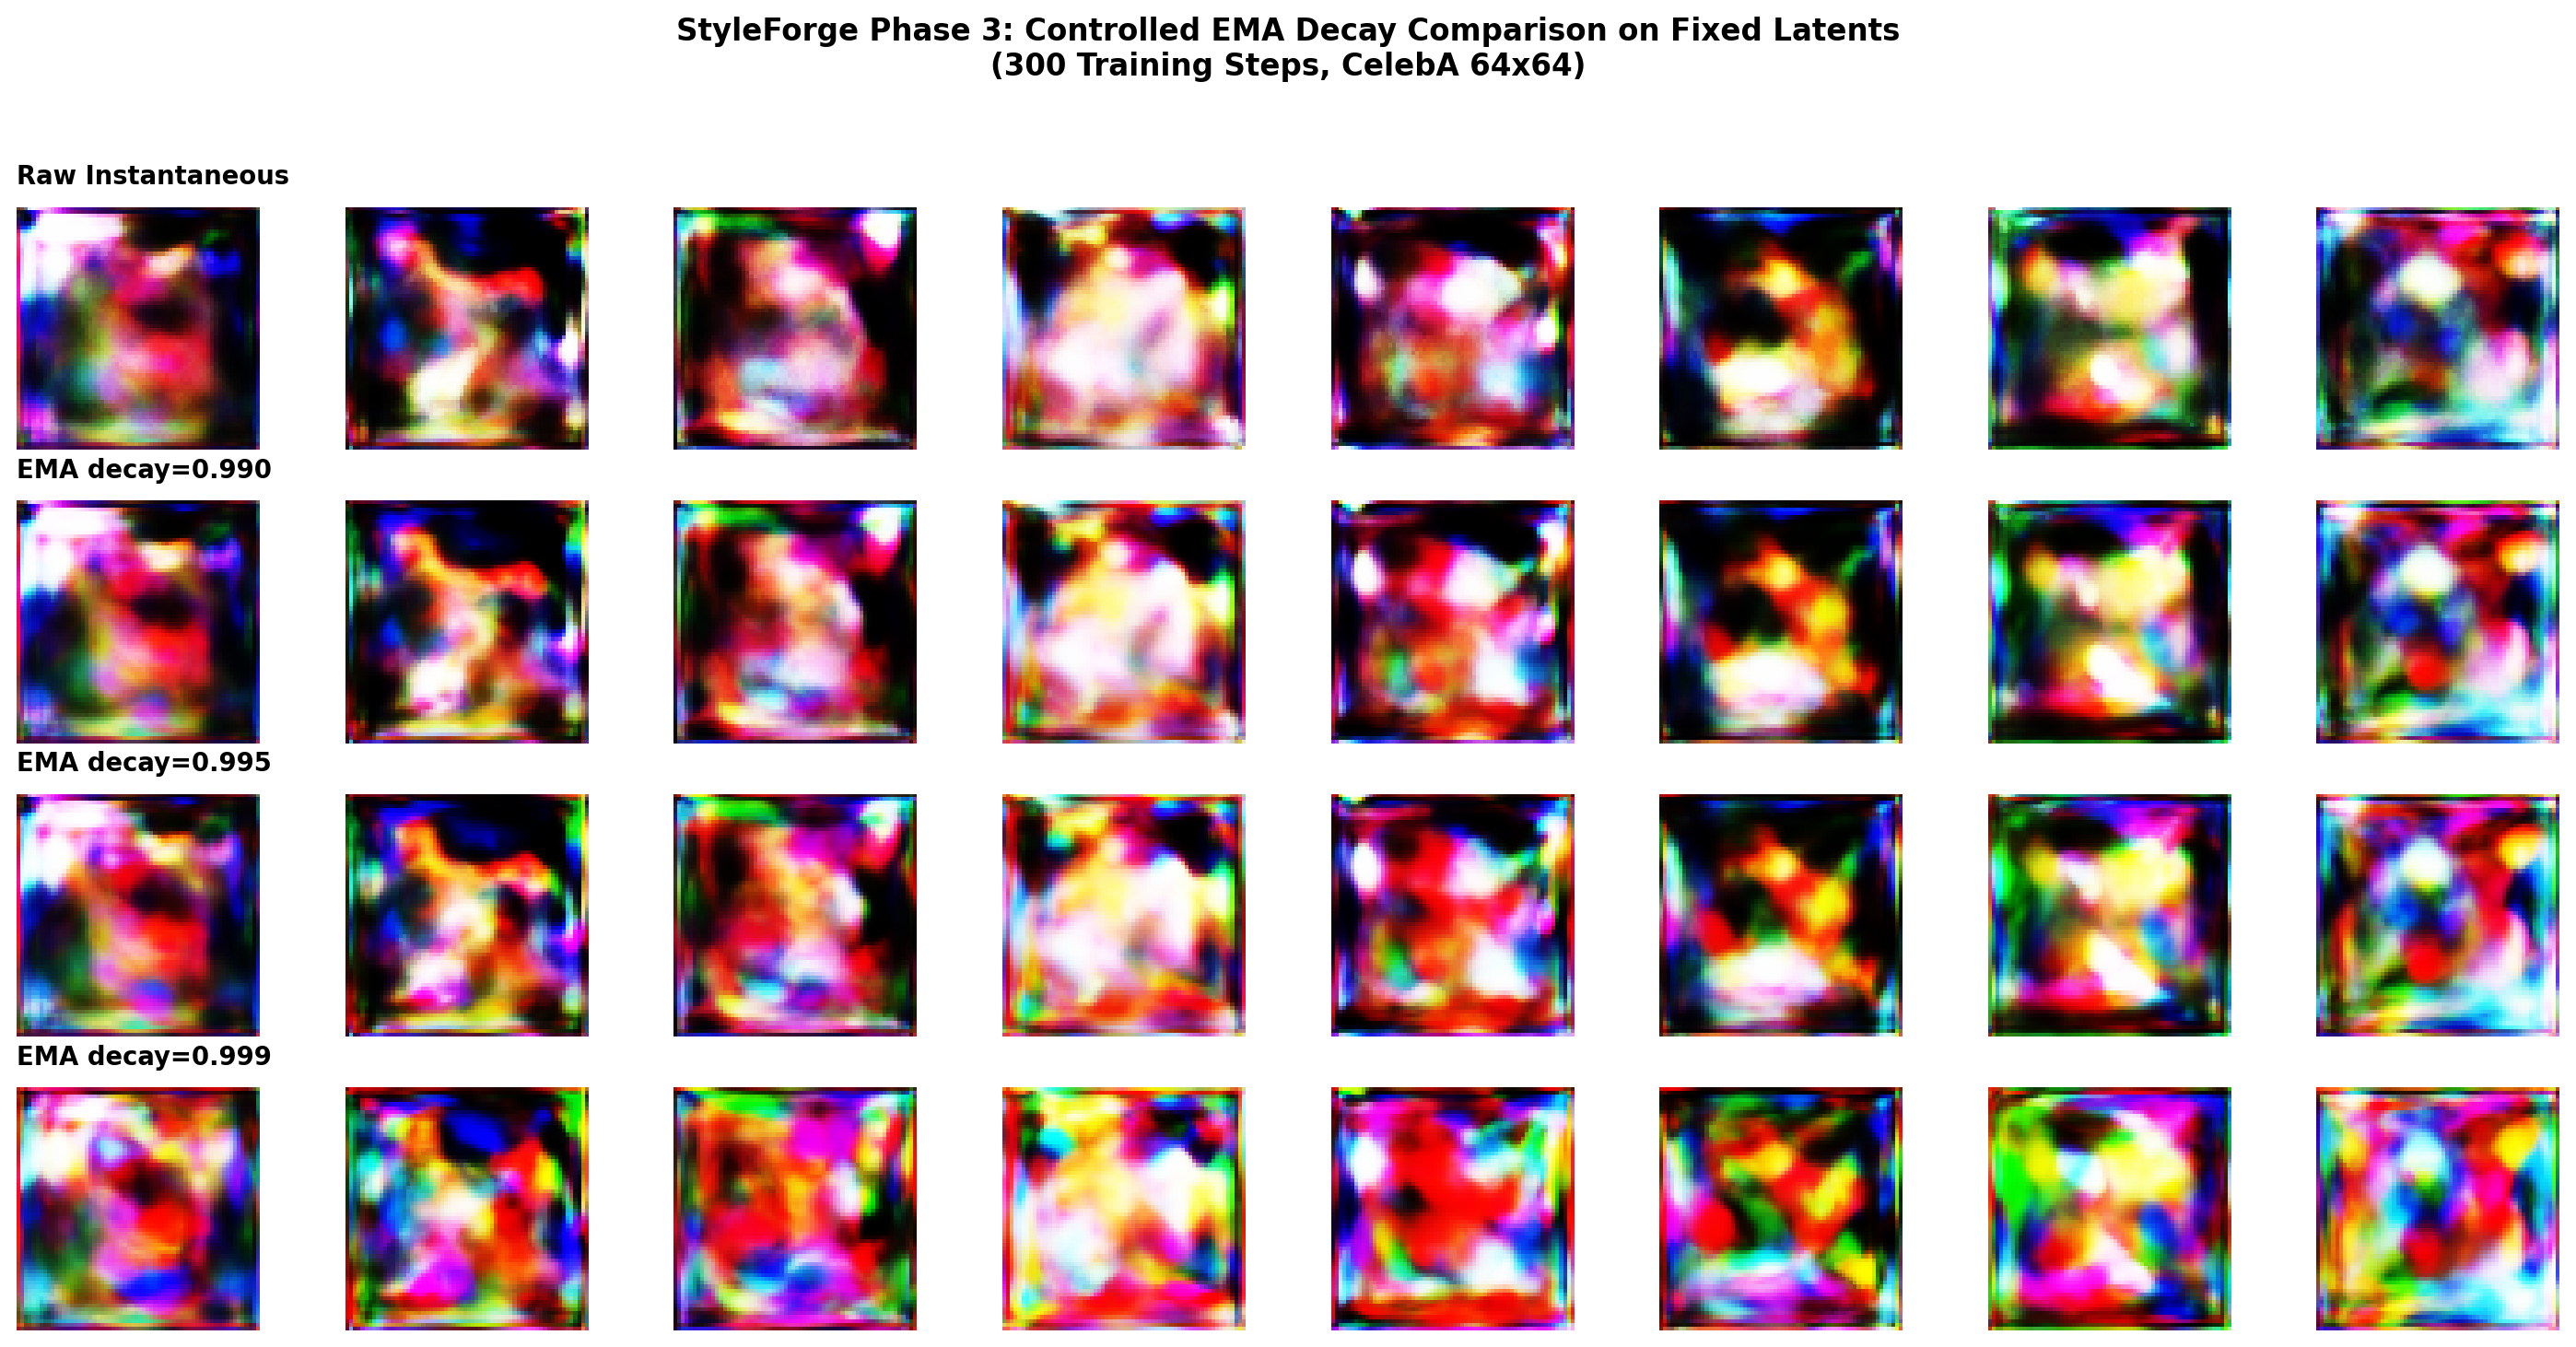 StyleForge Phase 3: Controlled EMA Decay Comparison on Fixed Latents
(300 Training Steps, CelebA 64x64)
Raw Instantaneous
EMA decay=0.990
EMA decay=0.995
EMA decay=0.999